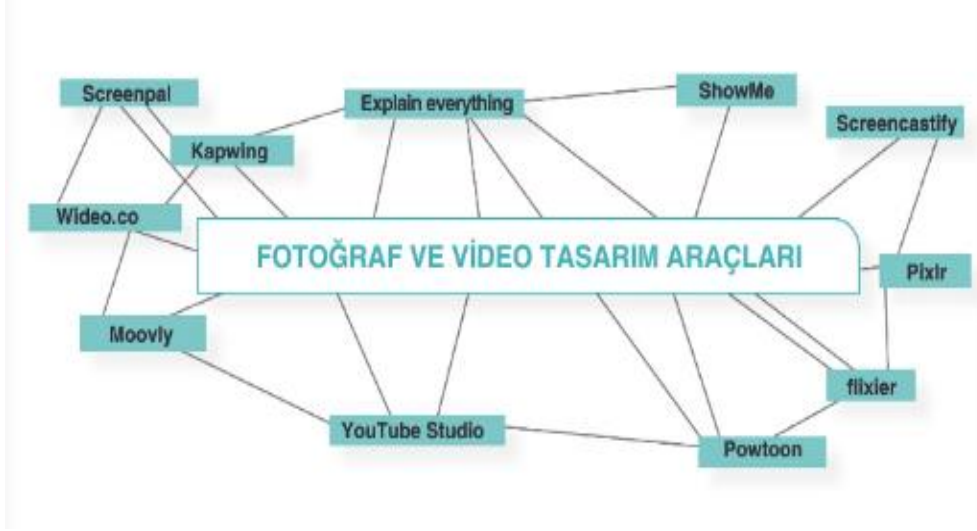 Screenpal
Explain everything
ShowMe
Screencastify
Kapwing
Wideo.co
FOTOĞRAF VE VİDEO TASARIM ARAÇLARI
Pixlr
Moovly
flixier
YouTube Studio
Powtoon